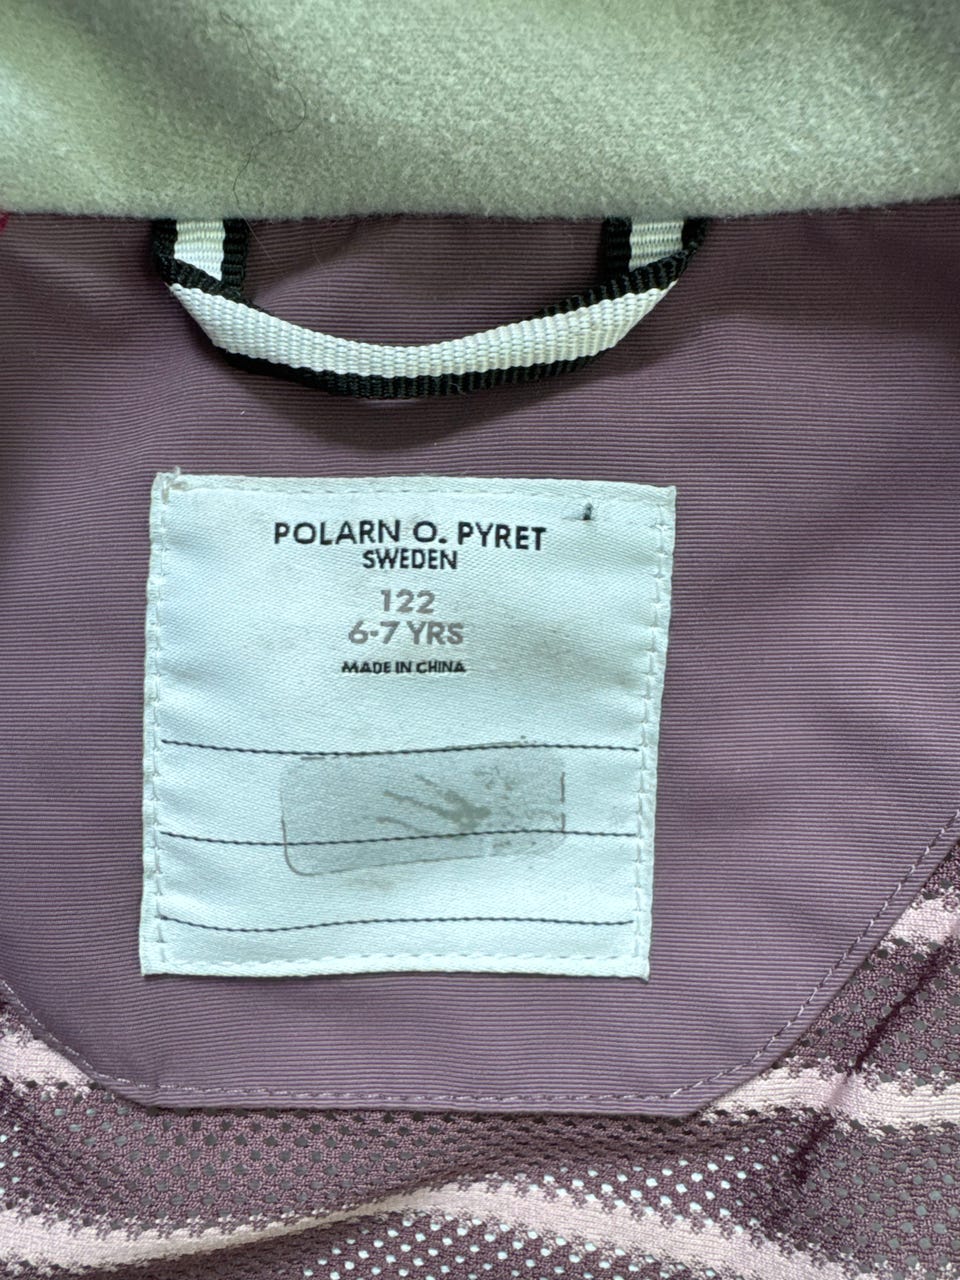 POLARN O. PYRET
SWEDEN
122
6-7 YRS
MADE IN CHINA